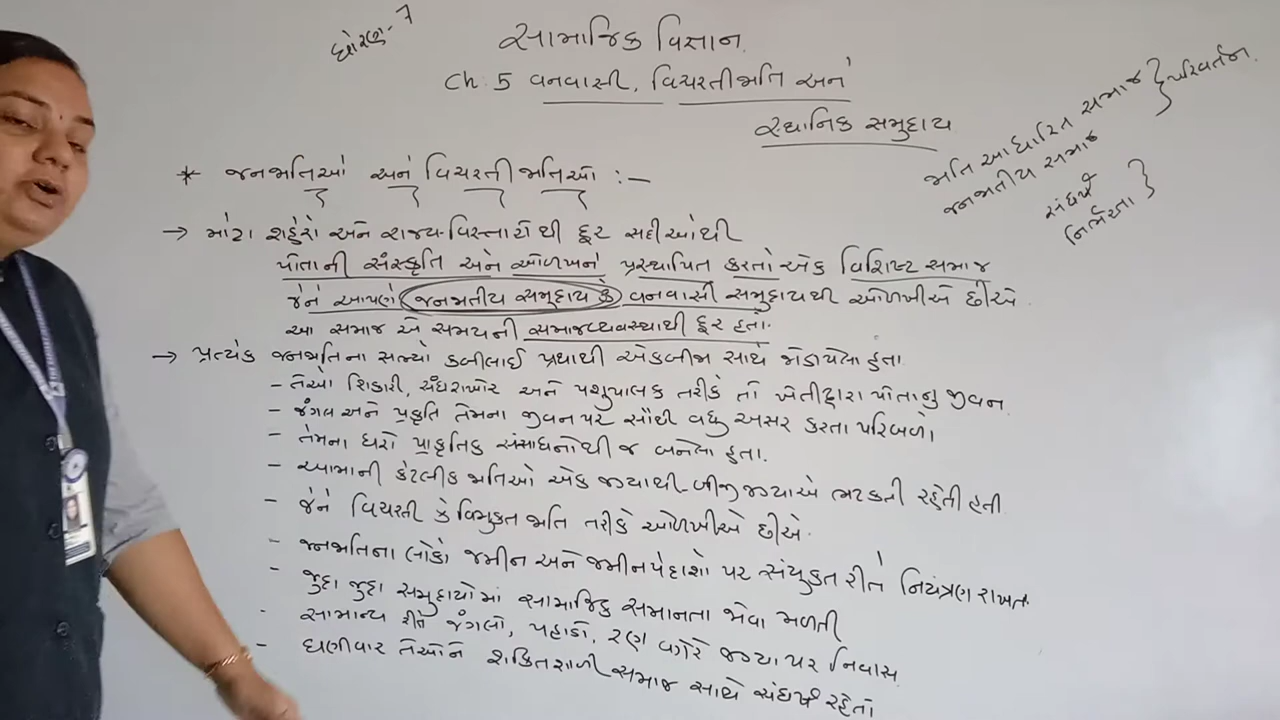 ધોરણ-7
સામાજિક વિજ્ઞાન.
Ch: 5 વનવાસી, વિચરતીજાતિ અને
સ્થાનિક સમુદાય
જાતિ આધારિત સમાજ } પરિવર્તન
જનજાતીય સમાજ
સંઘર્ષ
નિર્ભરતા }
* જનજાતિઓ અને વિચરતી જાતિઓ :-
→ મોટા શહેરો અને રાજ્ય-વિસ્તારોથી દૂર સદીઓથી
પોતાની સંસ્કૃતિ અને ઓળખને પ્રસ્થાપિત કરતો એક વિશિષ્ટ સમાજ
જેને આપણે જનજાતીય સમુદાય કે વનવાસી સમુદાયથી ઓળખીએ છીએ.
આ સમાજ એ સમયની સમાજવ્યવસ્થાથી દૂર હતા.
→ પ્રત્યેક જનજાતિના સભ્યો કબીલાઈ પ્રથાથી એકબીજા સાથે જોડાયેલા હતા.
- તેઓ શિકારી, સંઘરાખોર અને પશુપાલક તરીકે તો ખેતીદ્વારા પોતાનુ જીવન.
- જંગલ અને પ્રકૃતિ તેમના જીવન પર સૌથી વધુ અસર કરતા પરિબળો
- તેમના ઘરો પ્રાકૃતિક સંસાધનોથી જ બનેલા હતા.
- આમાની કેટલીક જાતિઓ એક જગ્યાથી-બીજી જગ્યાએ ભટકતી રહેતી હતી
- જેને વિચરતી કે વિમુક્ત જાતિ તરીકે ઓળખીએ છીએ.
- જનજાતિના લોકો જમીન અને જમીનપેદાશો પર સંયુક્ત રીતે નિયંત્રણ રાખતા.
- જુદા જુદા સમુદાયોમાં સામાજિક સમાનતા જોવા મળતી
- સામાન્ય રીતે જંગલો, પહાડો, રણ વગેરે જગ્યા પર નિવાસ
- ઘણીવાર તેઓને શક્તિશાળી સમાજ સાથે સંઘર્ષ રહેતો